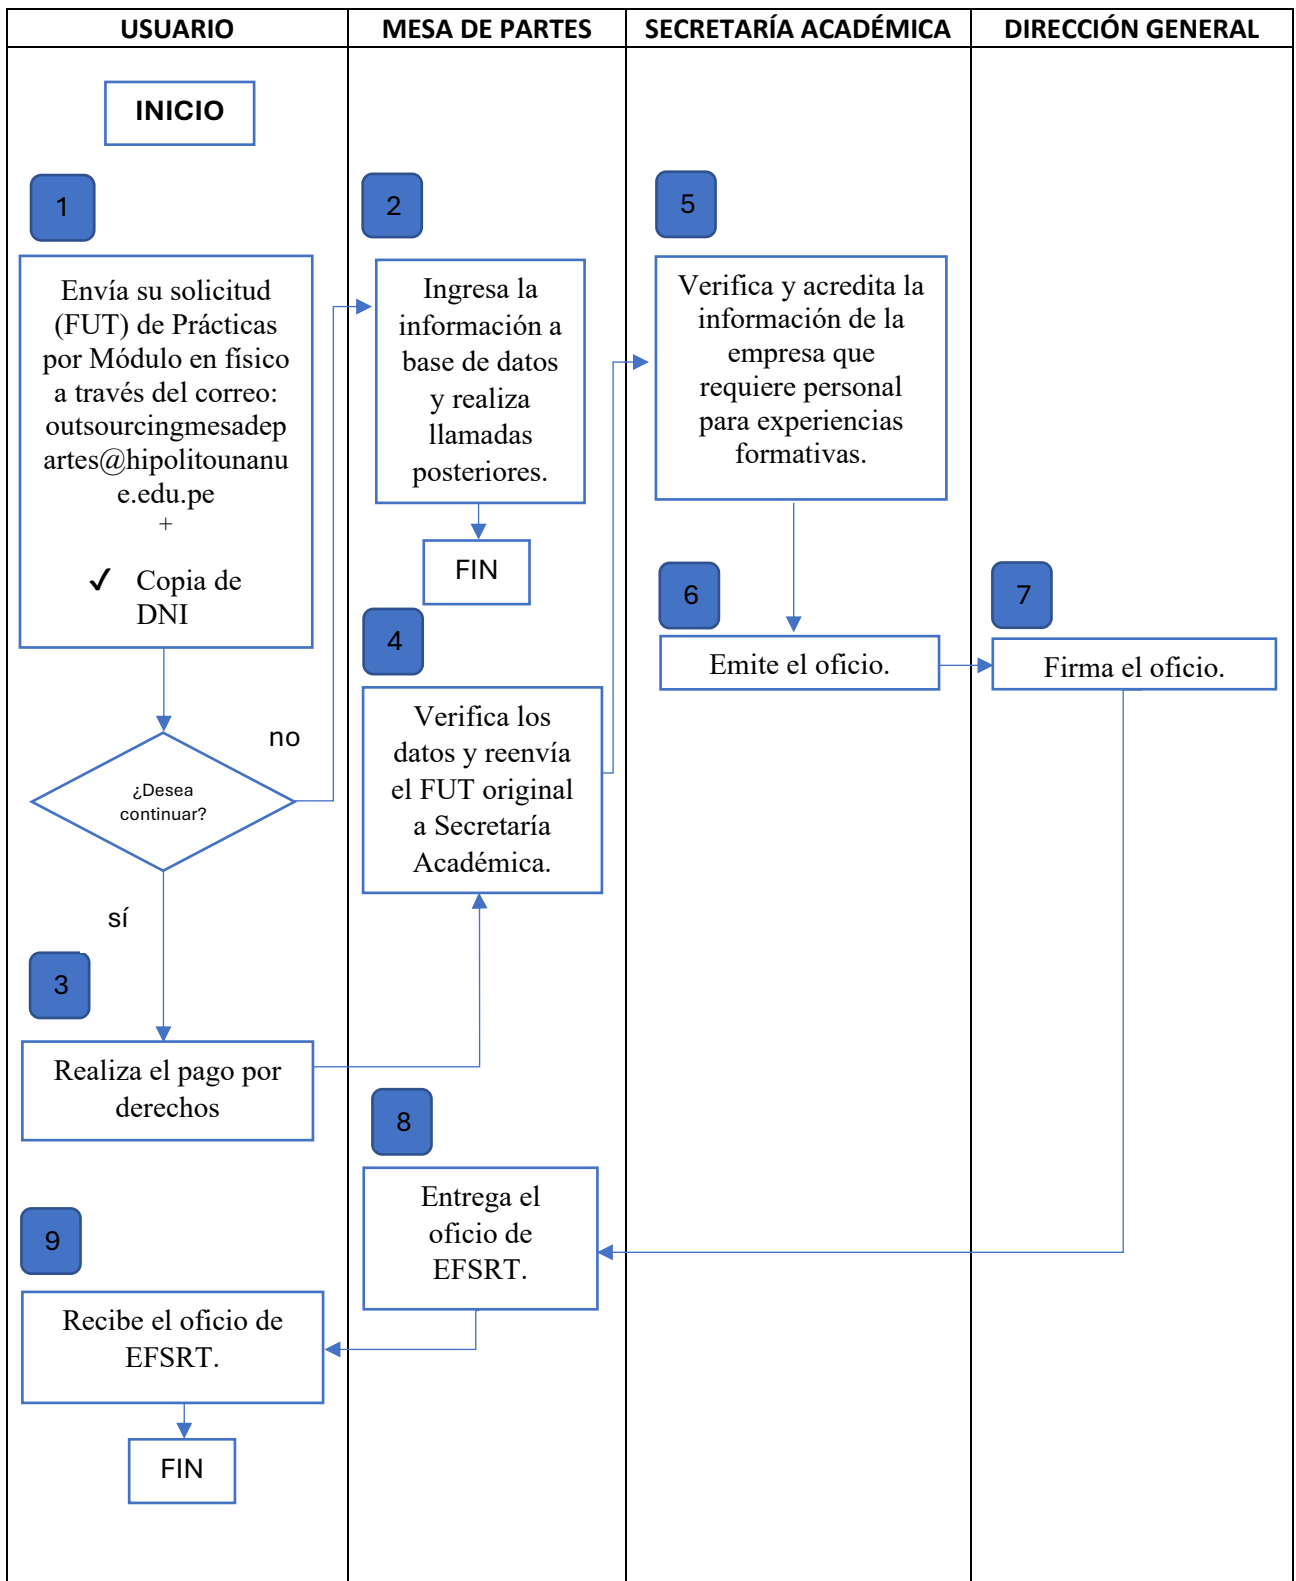 USUARIO
MESA DE PARTES
SECRETARÍA ACADÉMICA
DIRECCIÓN GENERAL
INICIO
1
Envía su solicitud
(FUT) de Prácticas
por Módulo en físico
a través del correo:
outsourcingmesadep
artes@hipolitounanu
e.edu.pe
+
✓ Copia de
DNI
¿Desea
continuar?
no
sí
2
Ingresa la
información a
base de datos
y realiza
llamadas
posteriores.
FIN
3
Realiza el pago por
derechos
4
Verifica los
datos y reenvía
el FUT original
a Secretaría
Académica.
5
Verifica y acredita la
información de la
empresa que
requiere personal
para experiencias
formativas.
6
Emite el oficio.
7
Firma el oficio.
8
Entrega el
oficio de
EFSRT.
9
Recibe el oficio de
EFSRT.
FIN